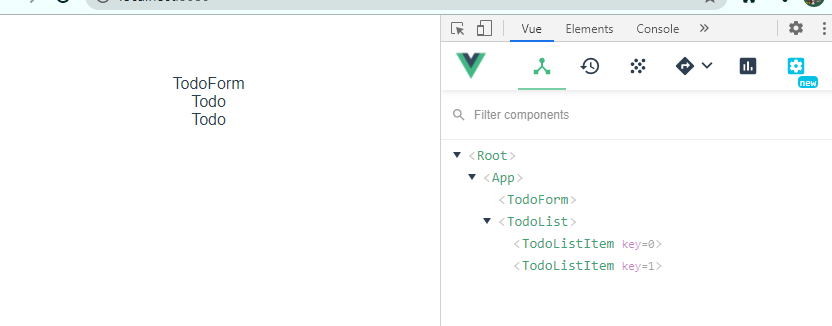 TodoForm
Todo
Todo
Vue Elements Console
new
Filter components
<Root>
<App>
<TodoForm>
<TodoList>
<TodoListItem key=0>
<TodoListItem key=1>